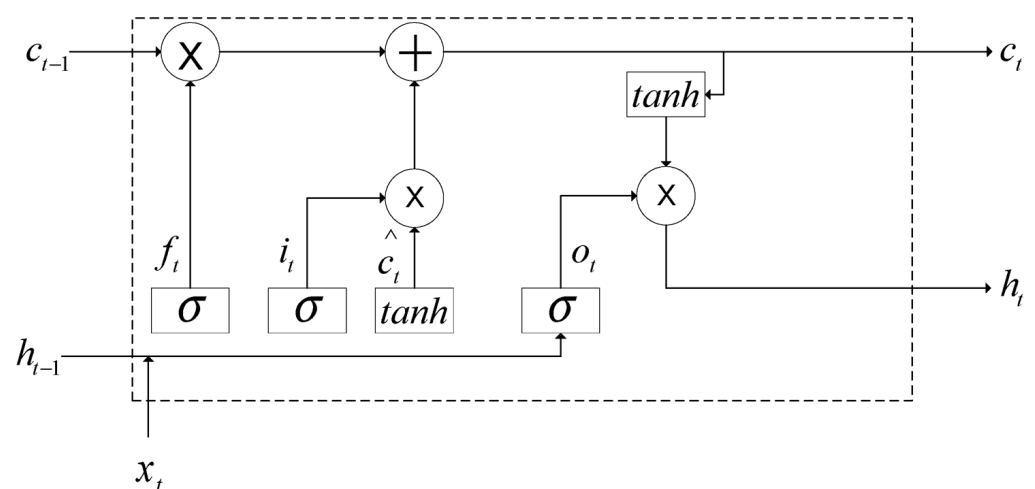 c_{t-1} x + c_t
tanh
x x
f_t i_t ĉ_t o_t
σ σ tanh σ h_t
h_{t-1}
x_t